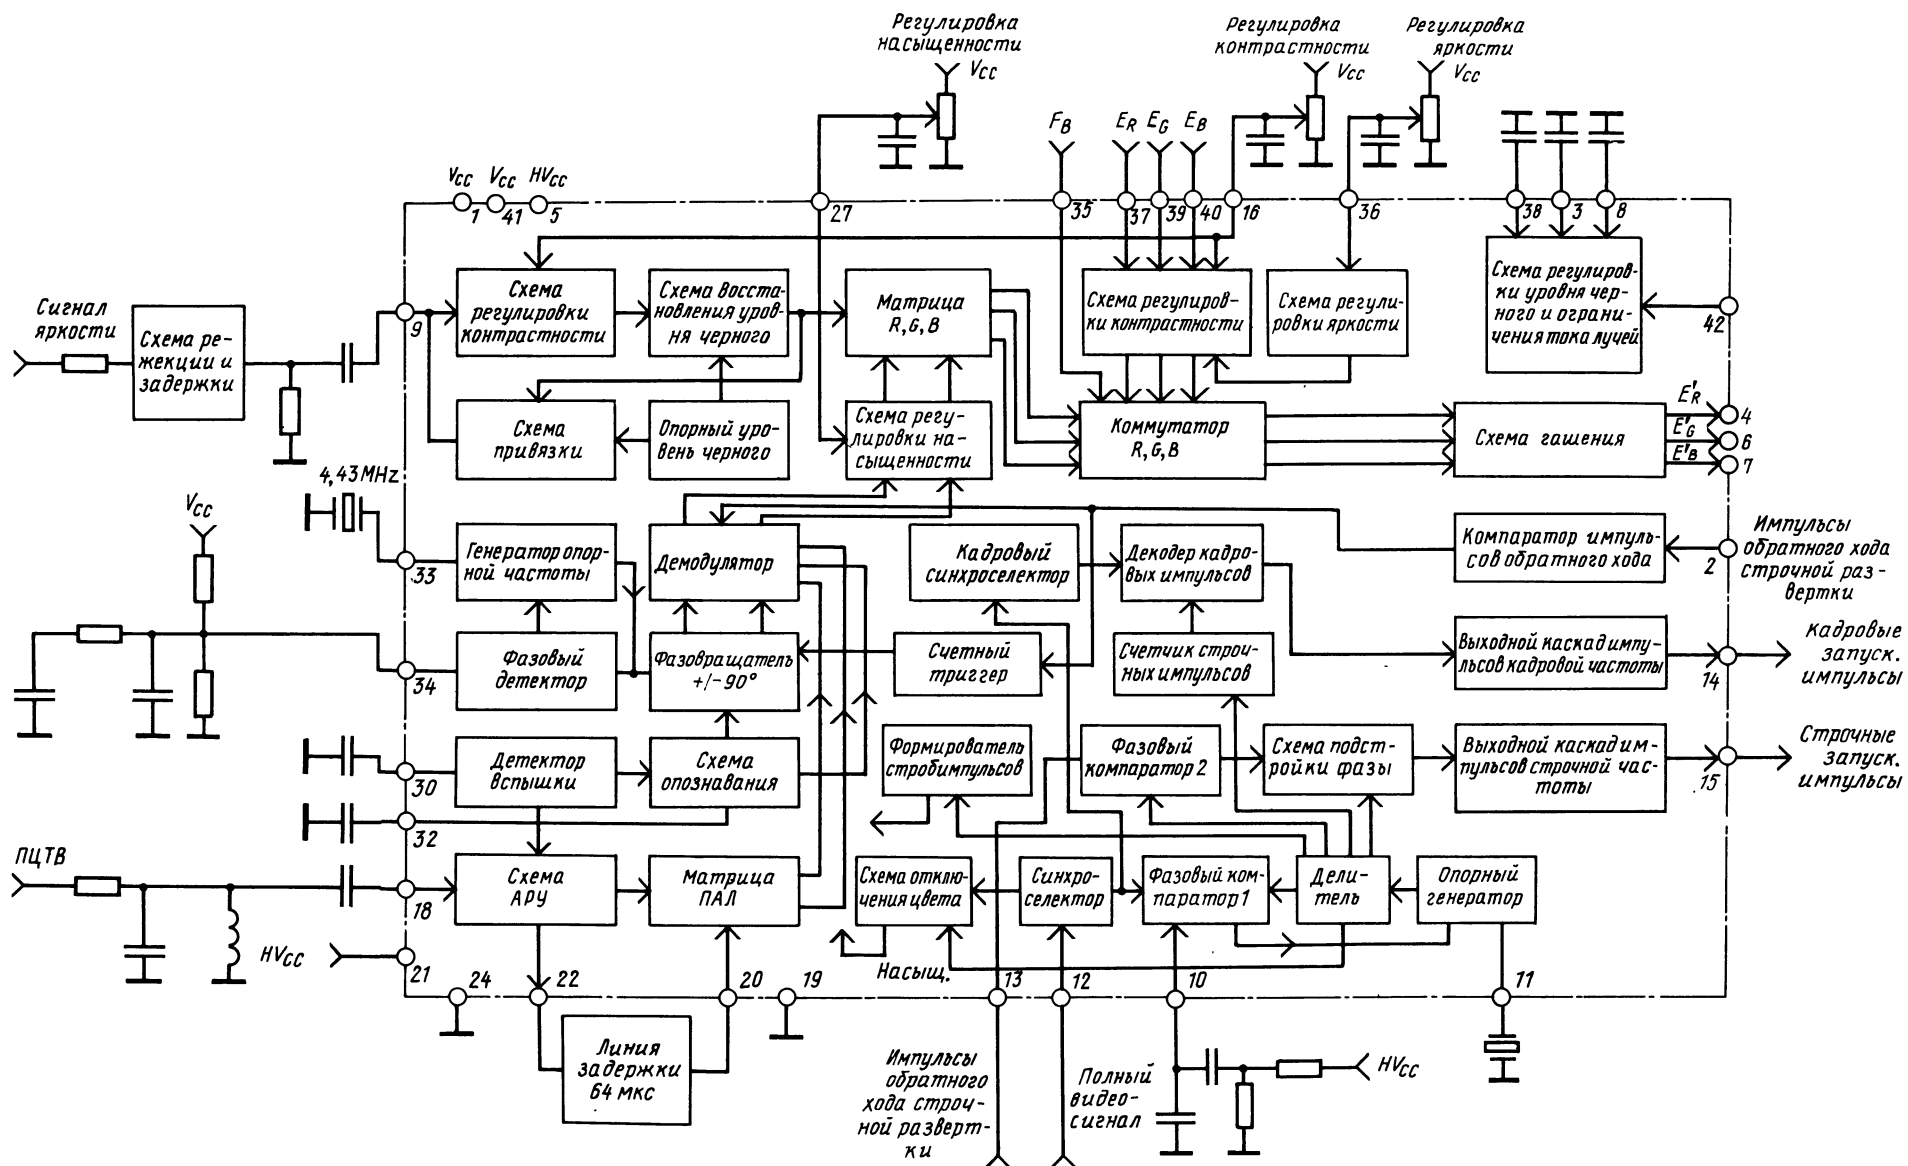 Регулировка
насыщенности
Vcc
Регулировка
контрастности
Vcc
Регулировка
яркости
Vcc
FB
ER
EG
EB
Vcc
Vcc
HVcc
1
41
5
27
35
37
39
40
16
36
38
3
8
Сигнал
яркости
Схема ре-
жекции и
задержки
9
Схема
регулировки
контрастности
Схема восста-
новления уров-
ня черного
Матрица
R, G, B
Схема регулиров-
ки контрастности
Схема регули-
ровки яркости
Схема регулиров-
ки уровня чер-
ного и ограни-
чения тока лучей
42
Схема
привязки
Опорный уро-
вень черного
Схема регу-
лировки на-
сыщенности
Коммутатор
R, G, B
Схема гашения
E'R
4
E'G
6
E'B
7
4,43 MHz
Vcc
33
Генератор опор-
ной частоты
Демодулятор
Кадровый
синхроселектор
Декодер кадро-
вых импульсов
Компаратор импуль-
сов обратного хода
2
Импульсы
обратного хода
строчной раз-
вертки
34
Фазовый
детектор
Фазовращатель
+/− 90°
Счетный
триггер
Счетчик строч-
ных импульсов
Выходной каскад импу-
льсов кадровой частоты
14
Кадровые
запуск.
импульсы
30
Детектор
вспышки
Схема
опознавания
Формирователь
стробимпульсов
Фазовый
компаратор 2
Схема подст-
ройки фазы
Выходной каскад им-
пульсов строчной час-
тоты
15
Строчные
запуск.
импульсы
32
ПЦТВ
18
Схема
АРУ
Матрица
ПАЛ
Схема отклю-
чения цвета
Синхро-
селектор
Фазовый ком-
паратор 1
Дели-
тель
Опорный
генератор
HVcc
21
Насыщ.
24
22
20
19
13
12
10
11
Линия
задержки
64 мкс
Импульсы
обратного
хода строч-
ной разверт-
ки
Полный
видео-
сигнал
HVcc